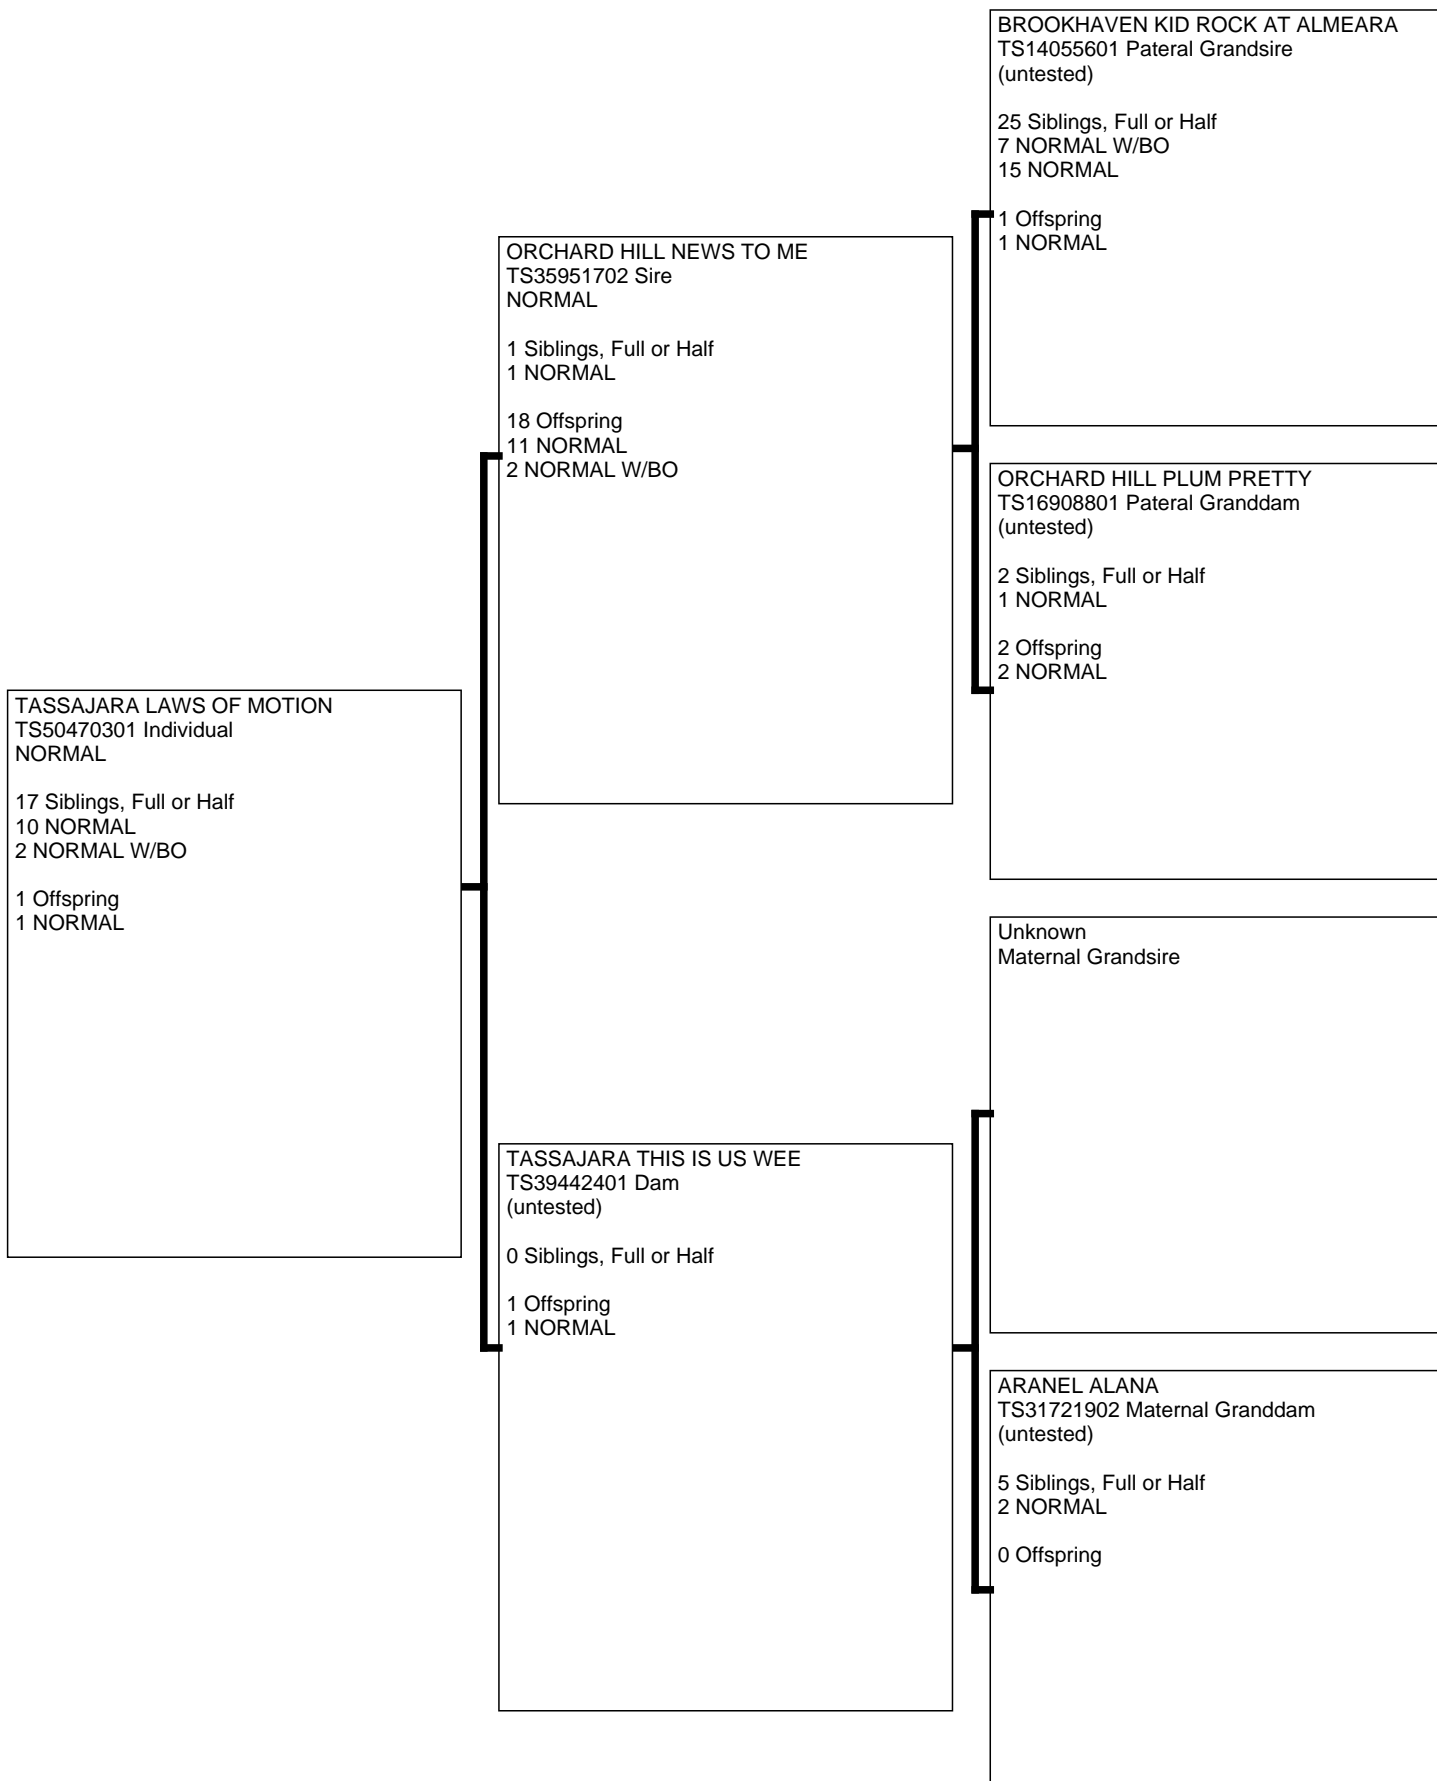 BROOKHAVEN KID ROCK AT ALMEARA
TS14055601 Pateral Grandsire
(untested)
25 Siblings, Full or Half
7 NORMAL W/BO
15 NORMAL
1 Offspring
1 NORMAL
ORCHARD HILL NEWS TO ME
TS35951702 Sire
NORMAL
1 Siblings, Full or Half
1 NORMAL
18 Offspring
11 NORMAL
2 NORMAL W/BO
ORCHARD HILL PLUM PRETTY
TS16908801 Pateral Granddam
(untested)
2 Siblings, Full or Half
1 NORMAL
2 Offspring
2 NORMAL
TASSAJARA LAWS OF MOTION
TS50470301 Individual
NORMAL
17 Siblings, Full or Half
10 NORMAL
2 NORMAL W/BO
1 Offspring
1 NORMAL
Unknown
Maternal Grandsire
TASSAJARA THIS IS US WEE
TS39442401 Dam
(untested)
0 Siblings, Full or Half
1 Offspring
1 NORMAL
ARANEL ALANA
TS31721902 Maternal Granddam
(untested)
5 Siblings, Full or Half
2 NORMAL
0 Offspring